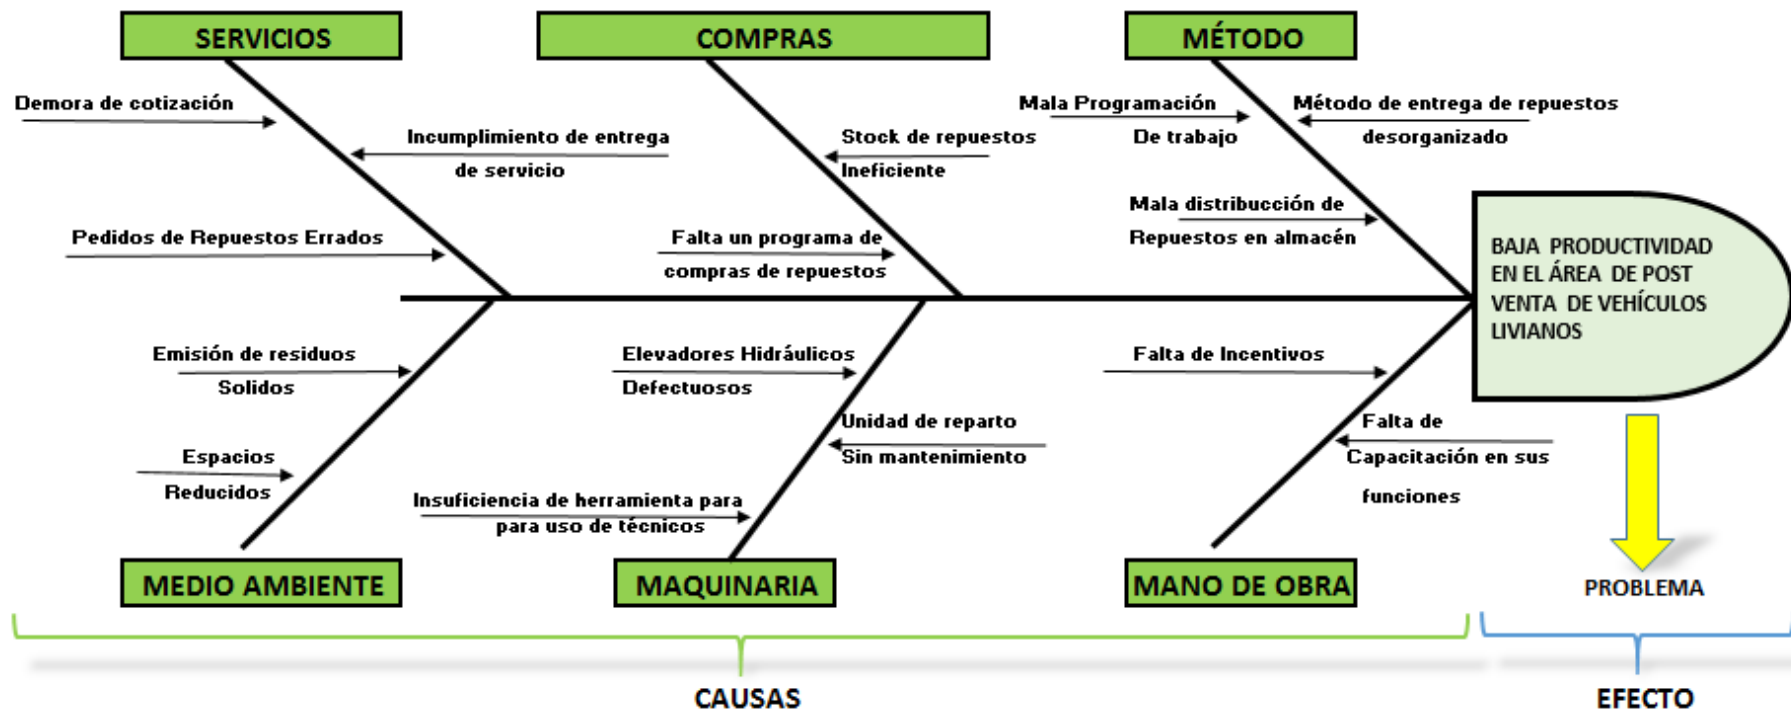 SERVICIOS
COMPRAS
MÉTODO
Demora de cotización
Incumplimiento de entrega
de servicio
Pedidos de Repuestos Errados
Stock de repuestos
Ineficiente
Falta un programa de
compras de repuestos
Mala Programación
De trabajo
Método de entrega de repuestos
desorganizado
Mala distribucción de
Repuestos en almacén
BAJA PRODUCTIVIDAD
EN EL ÁREA DE POST
VENTA DE VEHÍCULOS
LIVIANOS
Emisión de residuos
Solidos
Espacios
Reducidos
Elevadores Hidráulicos
Defectuosos
Unidad de reparto
Sin mantenimiento
Insuficiencia de herramienta para
para uso de técnicos
Falta de Incentivos
Falta de
Capacitación en sus
funciones
MEDIO AMBIENTE
MAQUINARIA
MANO DE OBRA
PROBLEMA
CAUSAS
EFECTO